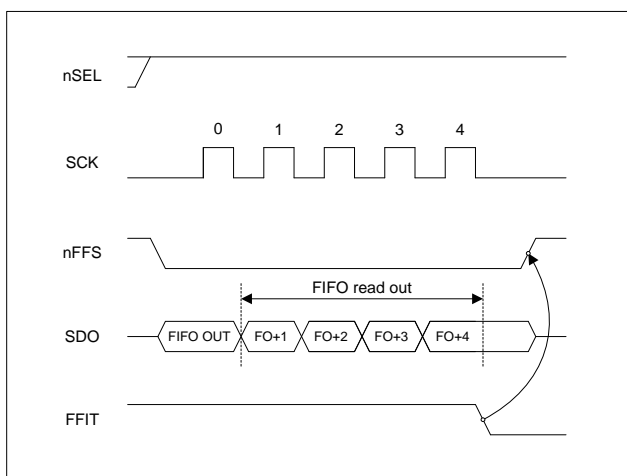 nSEL
0 1 2 3 4
SCK
nFFS
FIFO read out
SDO FIFO OUT FO+1 FO+2 FO+3 FO+4
FFIT